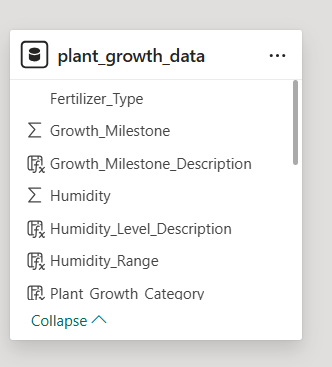 plant_growth_data
Fertilizer_Type
Growth_Milestone
Growth_Milestone_Description
Humidity
Humidity_Level_Description
Humidity_Range
Plant_Growth_Category
Collapse